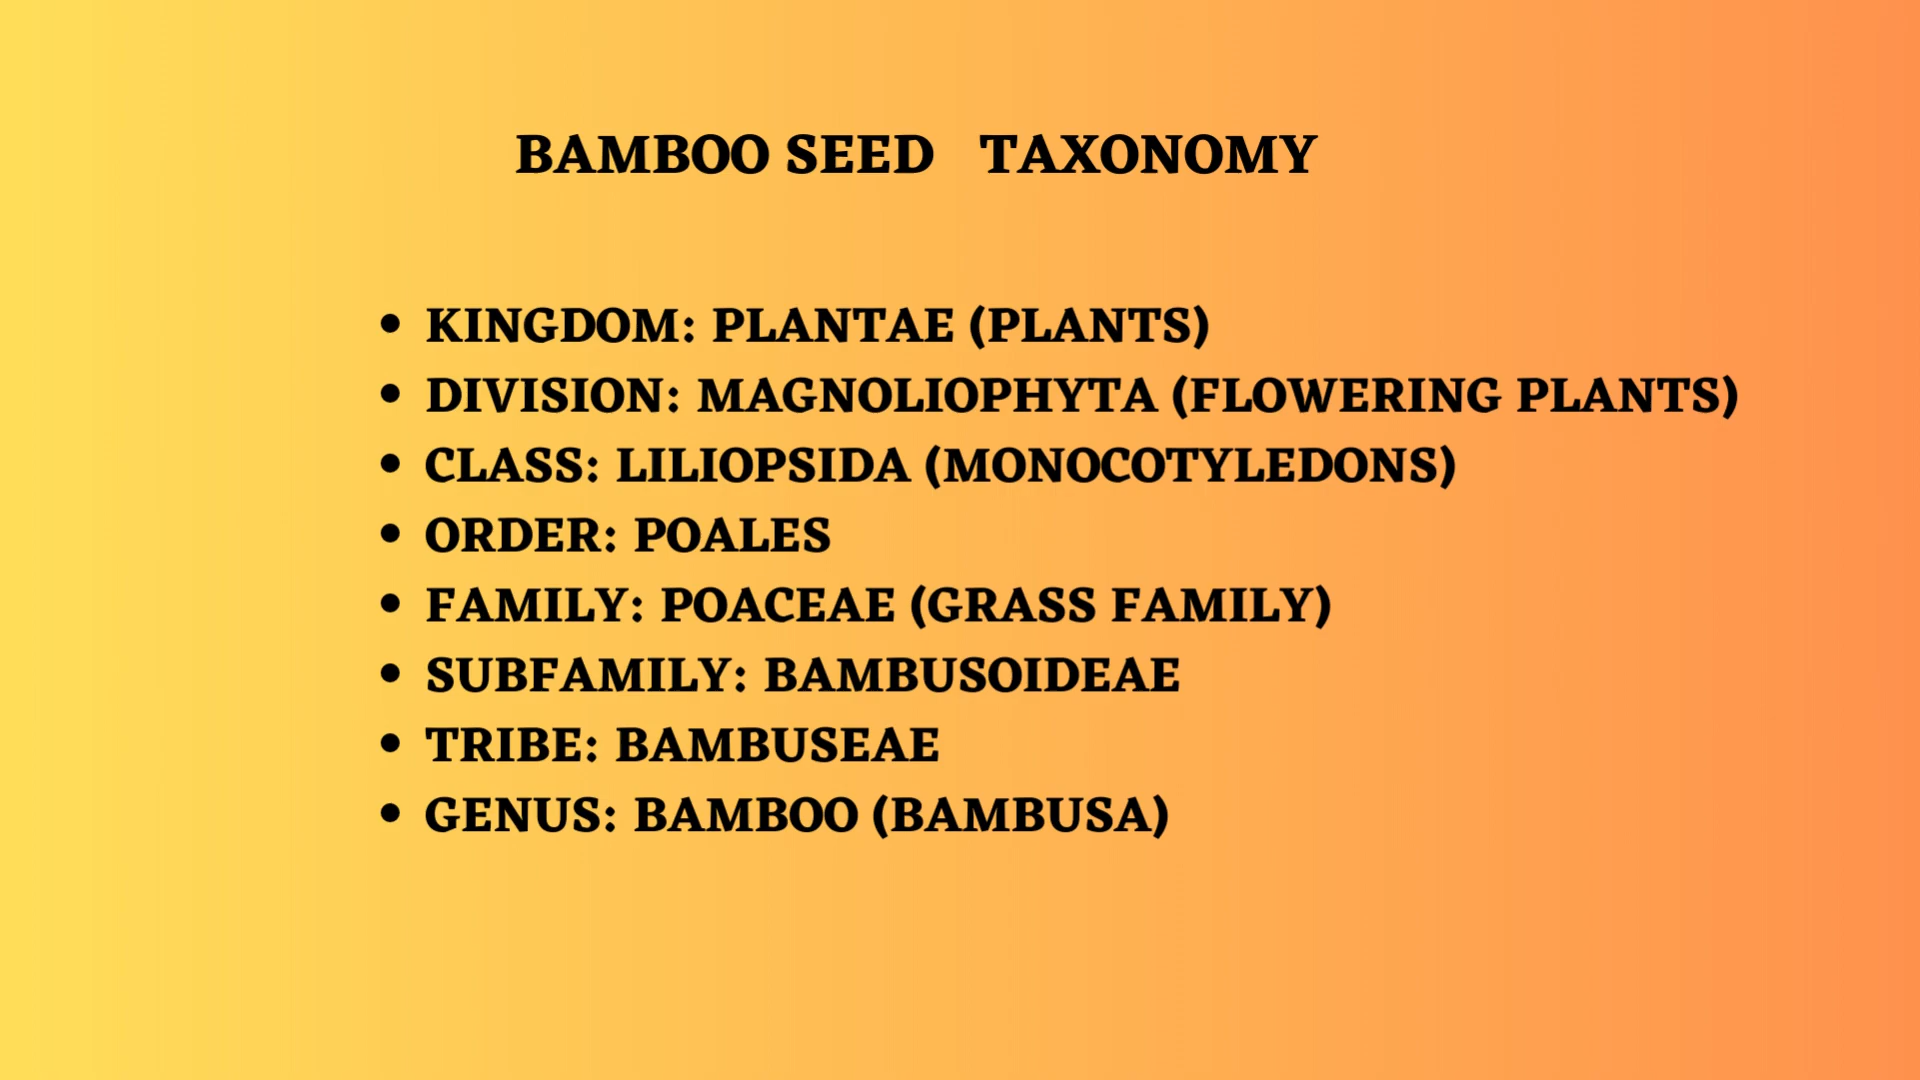 BAMBOO SEED TAXONOMY
• KINGDOM: PLANTAE (PLANTS)
• DIVISION: MAGNOLIOPHYTA (FLOWERING PLANTS)
• CLASS: LILIOPSIDA (MONOCOTYLEDONS)
• ORDER: POALES
• FAMILY: POACEAE (GRASS FAMILY)
• SUBFAMILY: BAMBUSOIDEAE
• TRIBE: BAMBUSEAE
• GENUS: BAMBOO (BAMBUSA)